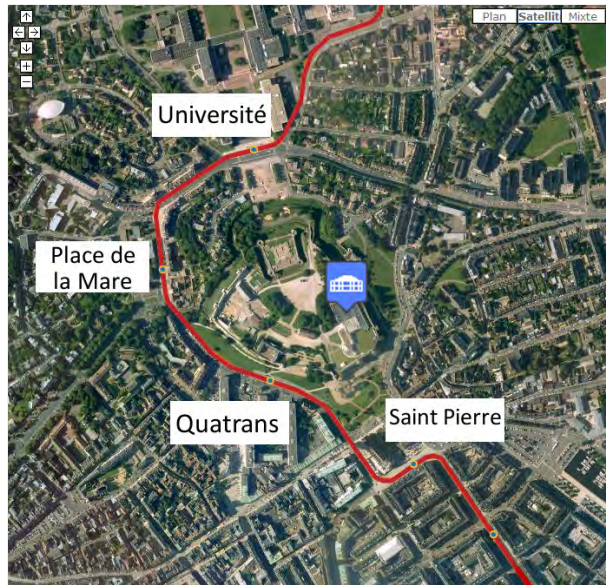 Plan Satellit Mixte
Université
Place de
la Mare
Quatrans
Saint Pierre